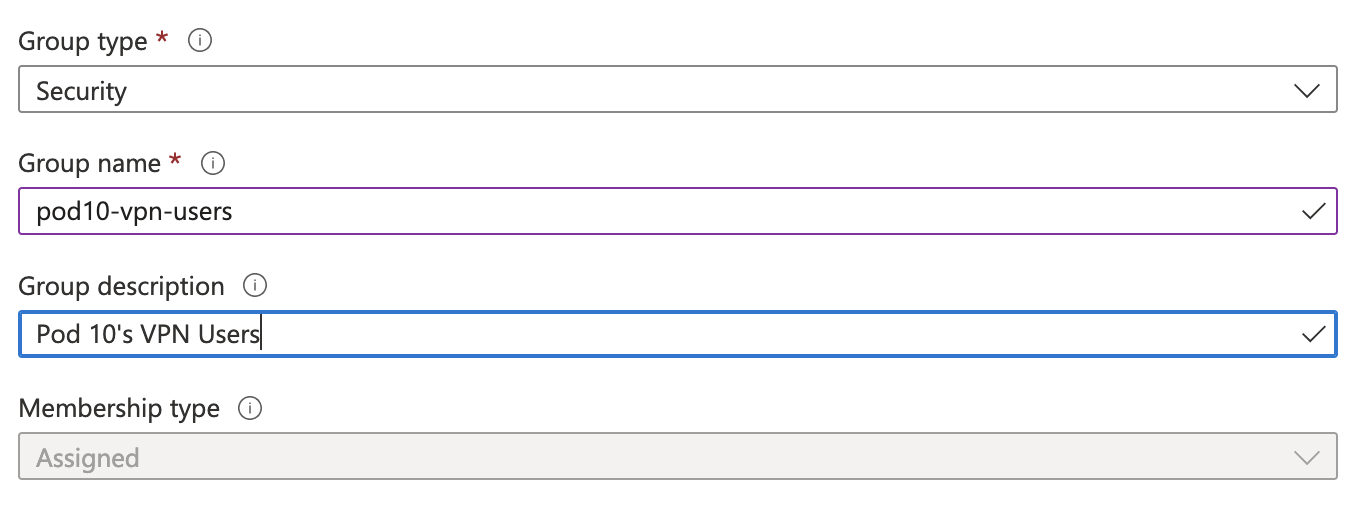 Group type *
Security
Group name *
pod10-vpn-users
Group description
Pod 10's VPN Users
Membership type
Assigned